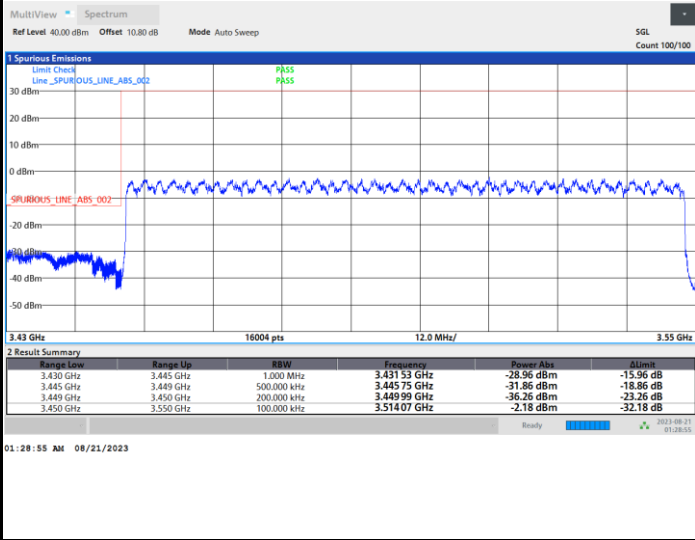 MultiView Spectrum
Ref Level 40.00 dBm Offset 10.80 dB Mode Auto Sweep SGL
Count 100/100
1 Spurious Emissions
Limit Check PASS
Line _SPURIOUS_LINE_ABS_002 PASS
30 dBm
20 dBm
10 dBm
0 dBm
_SPURIOUS_LINE_ABS_002
-20 dBm
-30 dBm
-40 dBm
-50 dBm
3.43 GHz 16004 pts 12.0 MHz/ 3.55 GHz
2 Result Summary
Range Low Range Up RBW Frequency Power Abs ΔLimit
3.430 GHz 3.445 GHz 1.000 MHz 3.431 53 GHz -28.96 dBm -15.96 dB
3.445 GHz 3.449 GHz 500.000 kHz 3.445 75 GHz -31.86 dBm -18.86 dB
3.449 GHz 3.450 GHz 200.000 kHz 3.449 99 GHz -36.26 dBm -23.26 dB
3.450 GHz 3.550 GHz 100.000 kHz 3.514 07 GHz -2.18 dBm -32.18 dB
Ready 2023-08-21
01:28:55
01:28:55 AM 08/21/2023